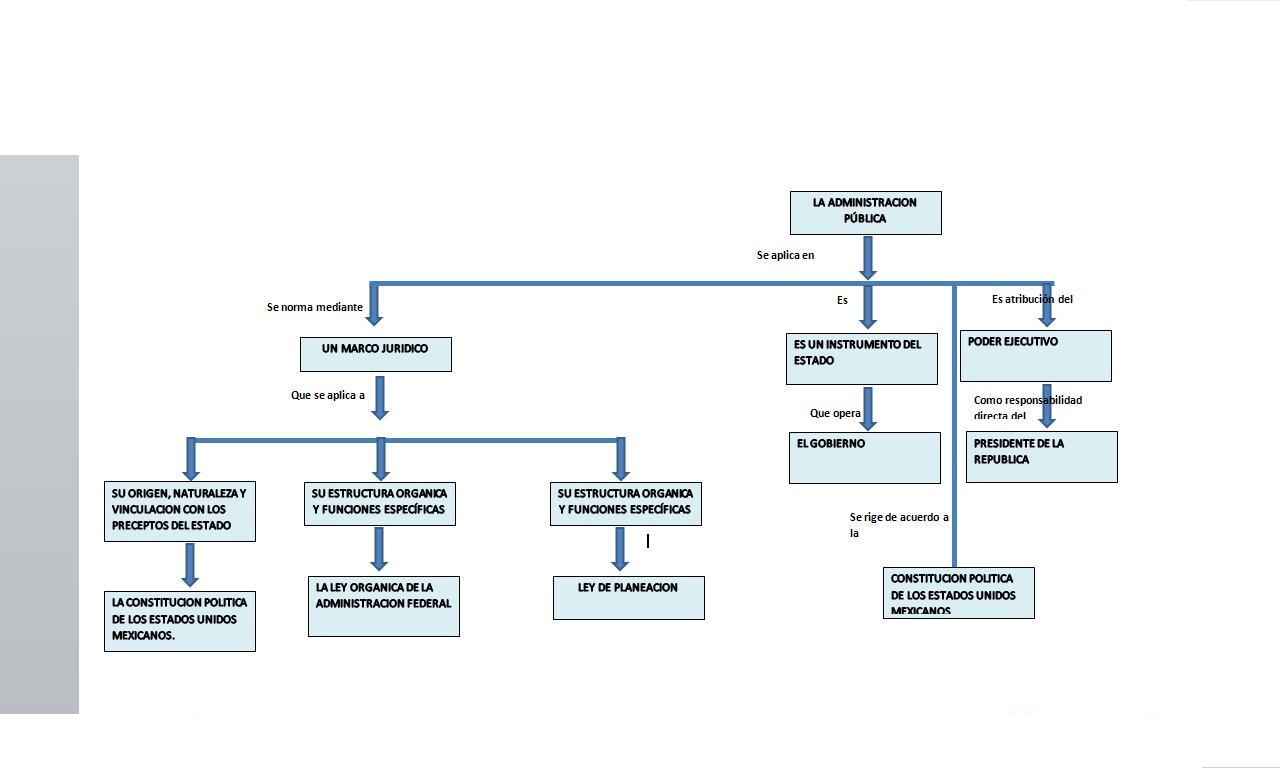 LA ADMINISTRACION
PÚBLICA
Se aplica en
Se norma mediante
Es
Es atribución del
UN MARCO JURIDICO
ES UN INSTRUMENTO DEL
ESTADO
PODER EJECUTIVO
Que se aplica a
Que opera
Como responsabilidad
directa del
EL GOBIERNO
PRESIDENTE DE LA
REPUBLICA
SU ORIGEN, NATURALEZA Y
VINCULACION CON LOS
PRECEPTOS DEL ESTADO
SU ESTRUCTURA ORGANICA
Y FUNCIONES ESPECÍFICAS
SU ESTRUCTURA ORGANICA
Y FUNCIONES ESPECÍFICAS
Se rige de acuerdo a
la
LA CONSTITUCION POLITICA
DE LOS ESTADOS UNIDOS
MEXICANOS.
LA LEY ORGANICA DE LA
ADMINISTRACION FEDERAL
LEY DE PLANEACION
CONSTITUCION POLITICA
DE LOS ESTADOS UNIDOS
MEXICANOS